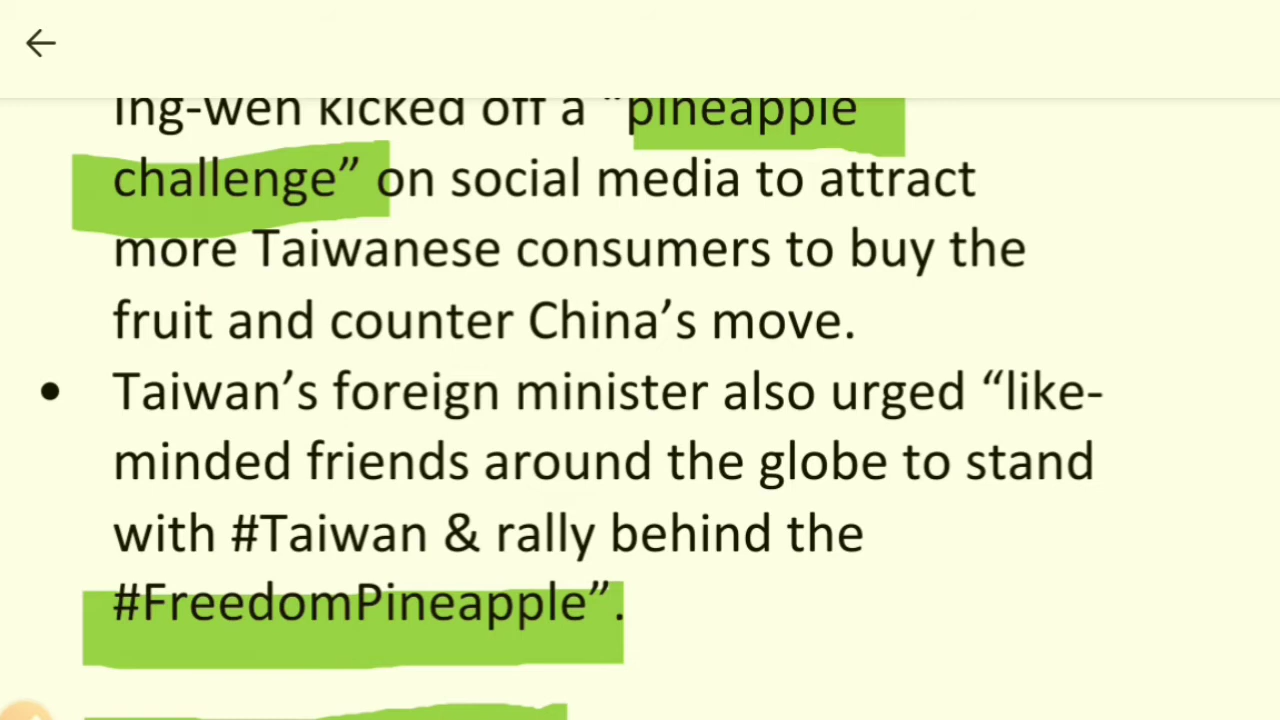 Ing-wen kicked off a “pineapple
challenge” on social media to attract
more Taiwanese consumers to buy the
fruit and counter China’s move.
• Taiwan’s foreign minister also urged “like-
minded friends around the globe to stand
with #Taiwan & rally behind the
#FreedomPineapple”.